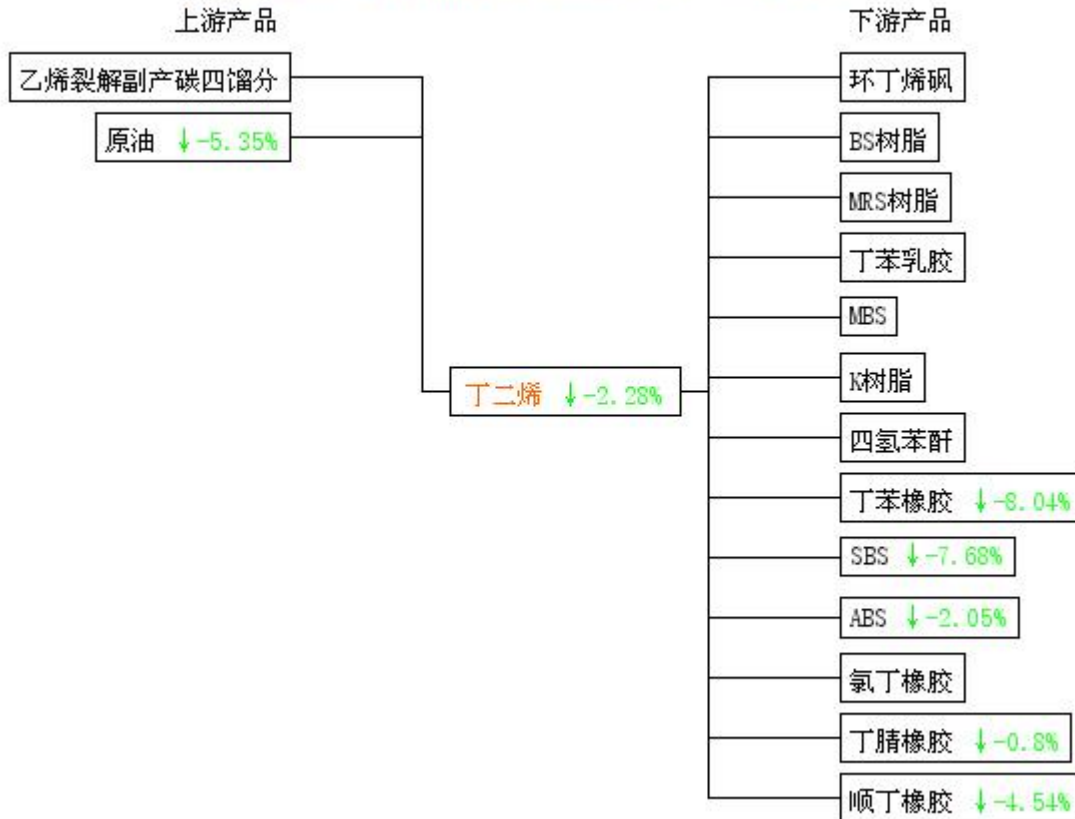 上游产品
乙烯裂解副产碳四馏分
原油 ↓-5.35%
丁二烯 ↓-2.28%
下游产品
环丁烯砜
BS树脂
MRS树脂
丁苯乳胶
MBS
K树脂
四氢苯酐
丁苯橡胶 ↓-8.04%
SBS ↓-7.68%
ABS ↓-2.05%
氯丁橡胶
丁腈橡胶 ↓-0.8%
顺丁橡胶 ↓-4.54%